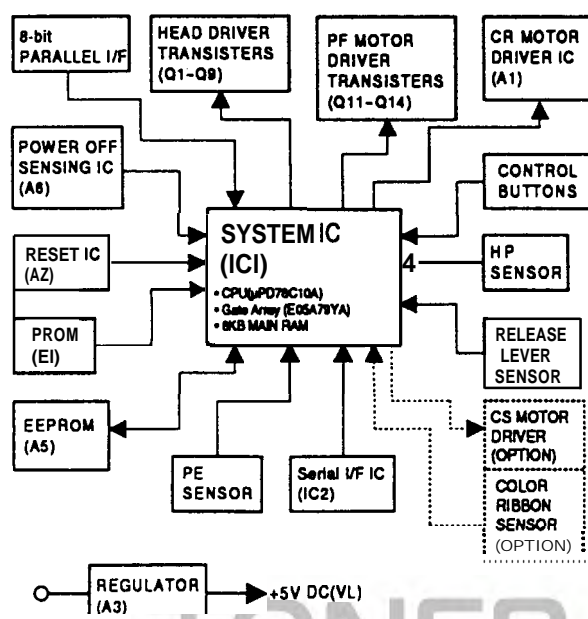 8-bit
PARALLEL I/F
HEAD DRIVER
TRANSISTERS
(Q1-Q9)
PF MOTOR
DRIVER
TRANSISTERS
(Q11-Q14)
CR MOTOR
DRIVER IC
(A1)
POWER OFF
SENSING IC
(A6)
CONTROL
BUTTONS
SYSTEMIC
(ICI)
• CPU(μPD78C10A)
• Gate Array (E05A79YA)
• 8KB MAIN RAM
RESET IC
(AZ)
4
HP
SENSOR
PROM
(EI)
RELEASE
LEVER
SENSOR
EEPROM
(A5)
PE
SENSOR
Serial I/F IC
(IC2)
CS MOTOR
DRIVER
(OPTION)
COLOR
RIBBON
SENSOR
(OPTION)
REGULATOR
(A3)
+5V DC(VL)